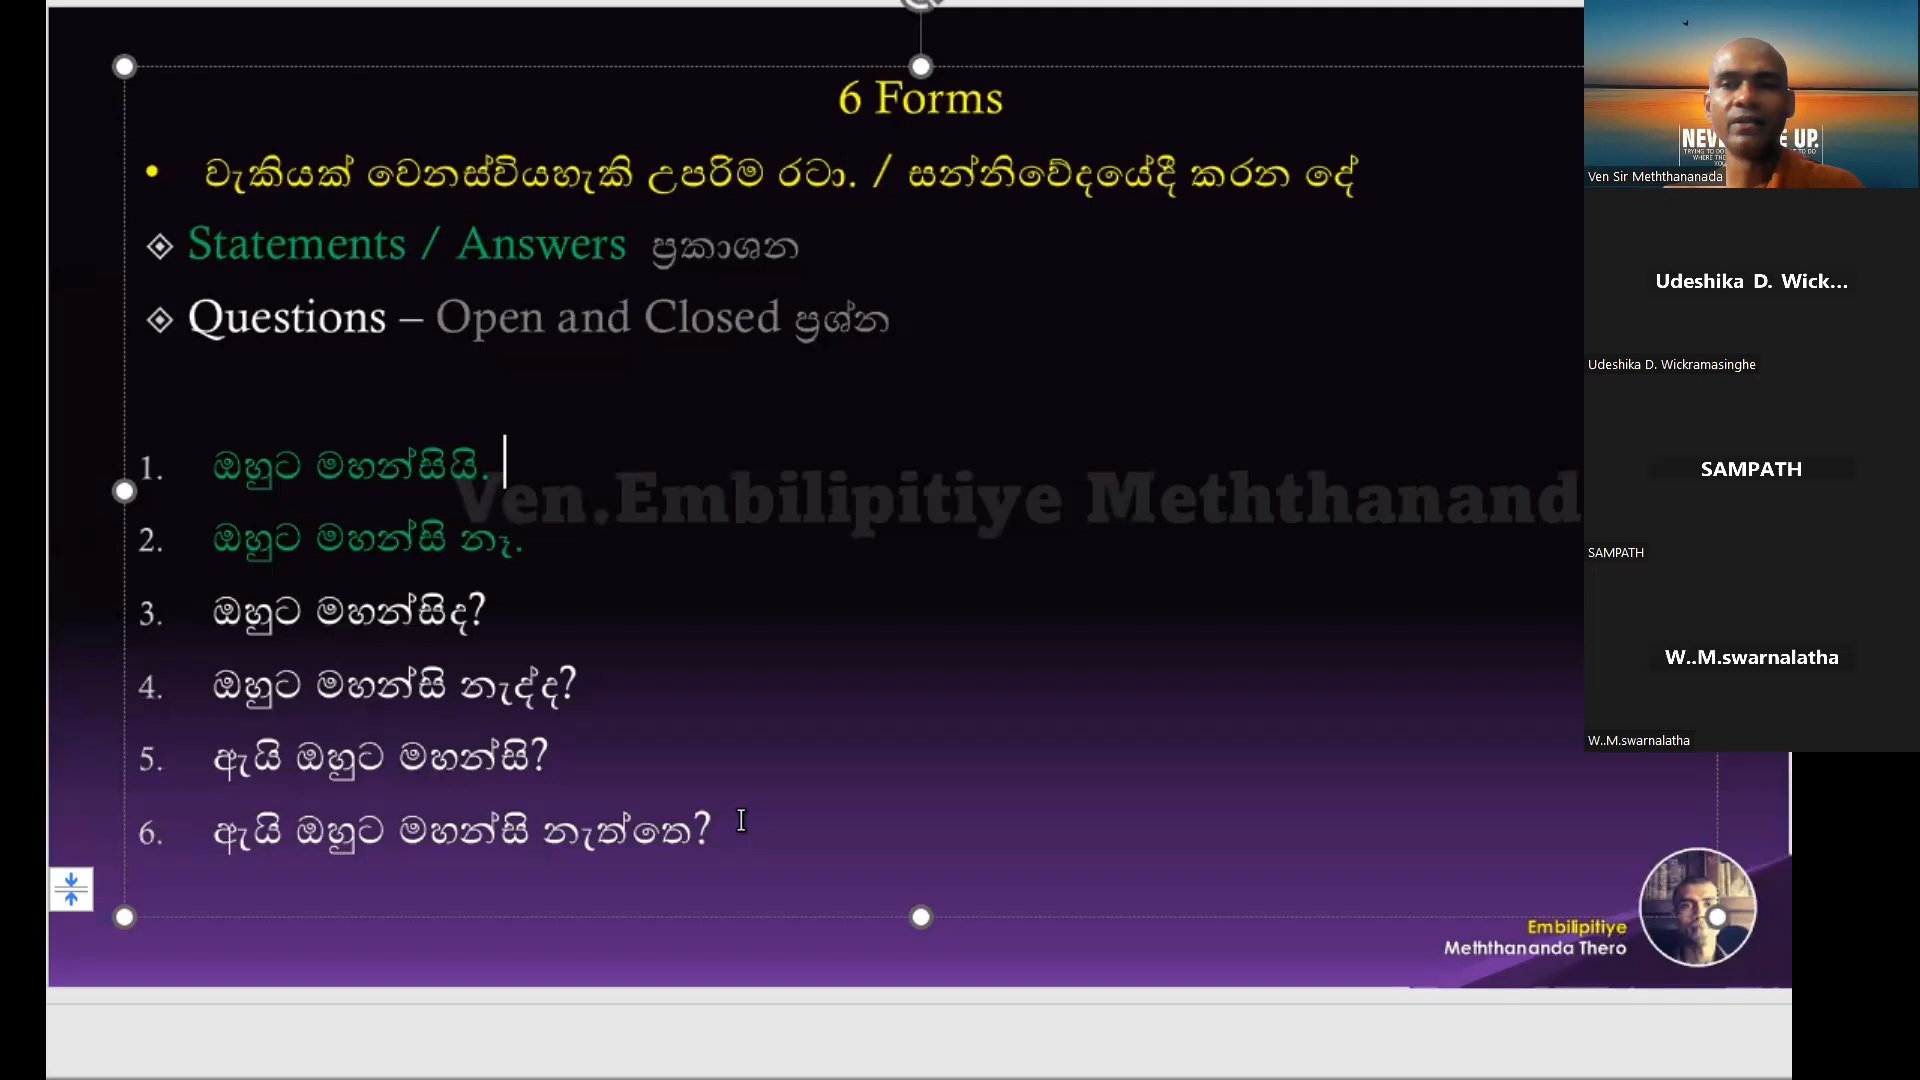 6 Forms
• වැකියක් වෙනස්වියහැකි උපරිම රටා. / සන්නිවේදයේදී කරන දේ
Statements / Answers ප්‍රකාශන
Questions – Open and Closed ප්‍රශ්න
1. ඔහුට මහන්සියි.
2. ඔහුට මහන්සි නෑ.
3. ඔහුට මහන්සිද?
4. ඔහුට මහන්සි නැද්ද?
5. ඇයි ඔහුට මහන්සි?
6. ඇයි ඔහුට මහන්සි නැත්තෙ?
Ven.Embilipitiye Meththanand
Embilipitiye
Meththananda Thero
Ven Sir Meththananada
Udeshika D. Wick...
Udeshika D. Wickramasinghe
SAMPATH
SAMPATH
W..M.swarnalatha
W..M.swarnalatha